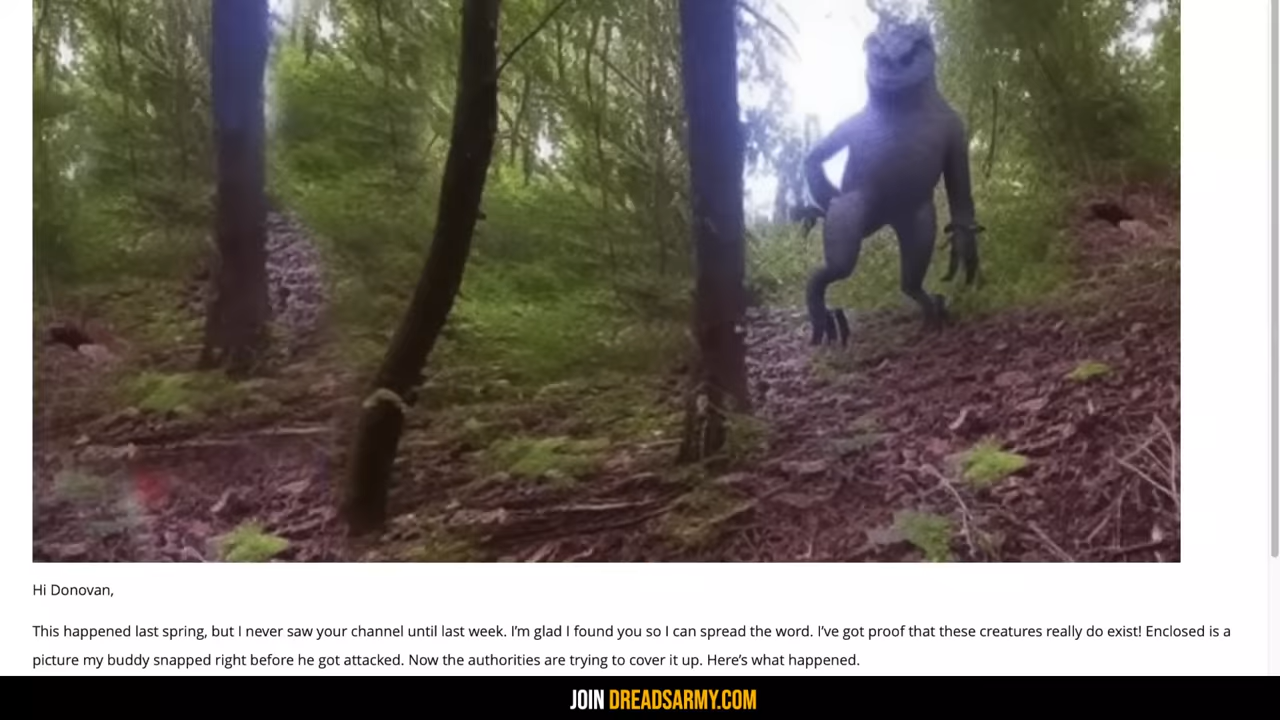 Hi Donovan,
This happened last spring, but I never saw your channel until last week. I’m glad I found you so I can spread the word. I’ve got proof that these creatures really do exist! Enclosed is a
picture my buddy snapped right before he got attacked. Now the authorities are trying to cover it up. Here’s what happened.
JOIN DREADSARMY.COM